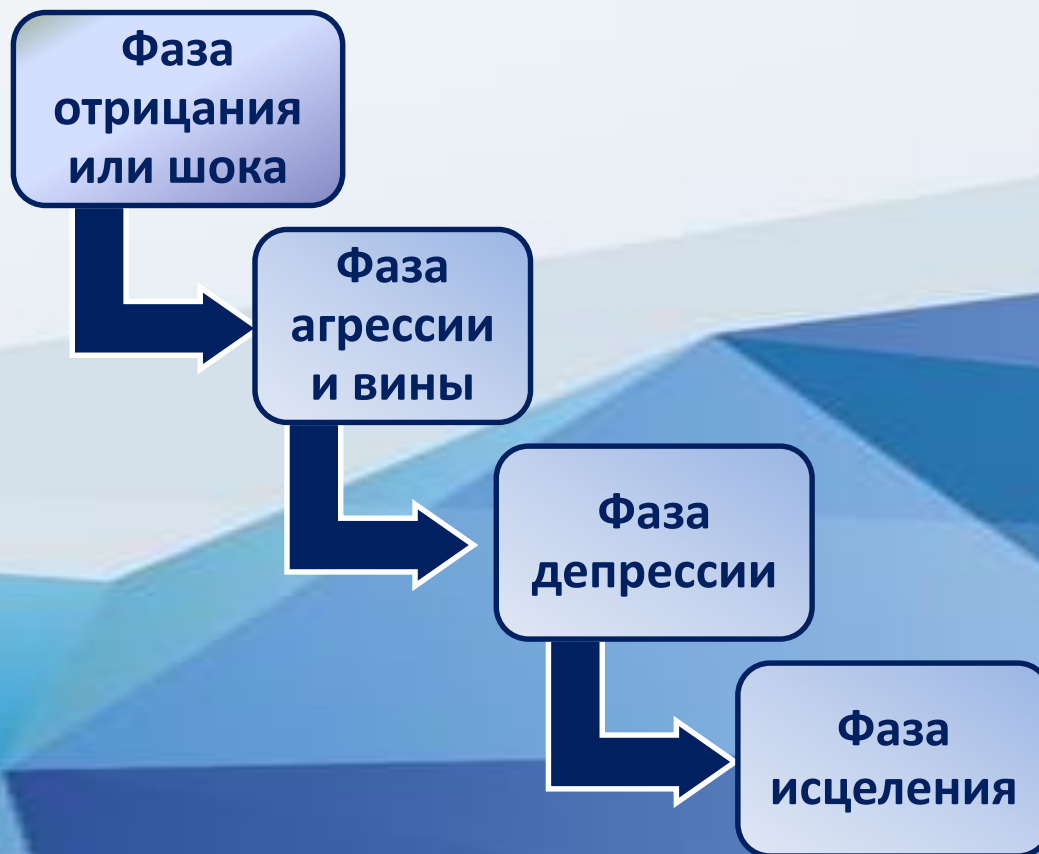 Фаза
отрицания
или шока
Фаза
агрессии
и вины
Фаза
депрессии
Фаза
исцеления